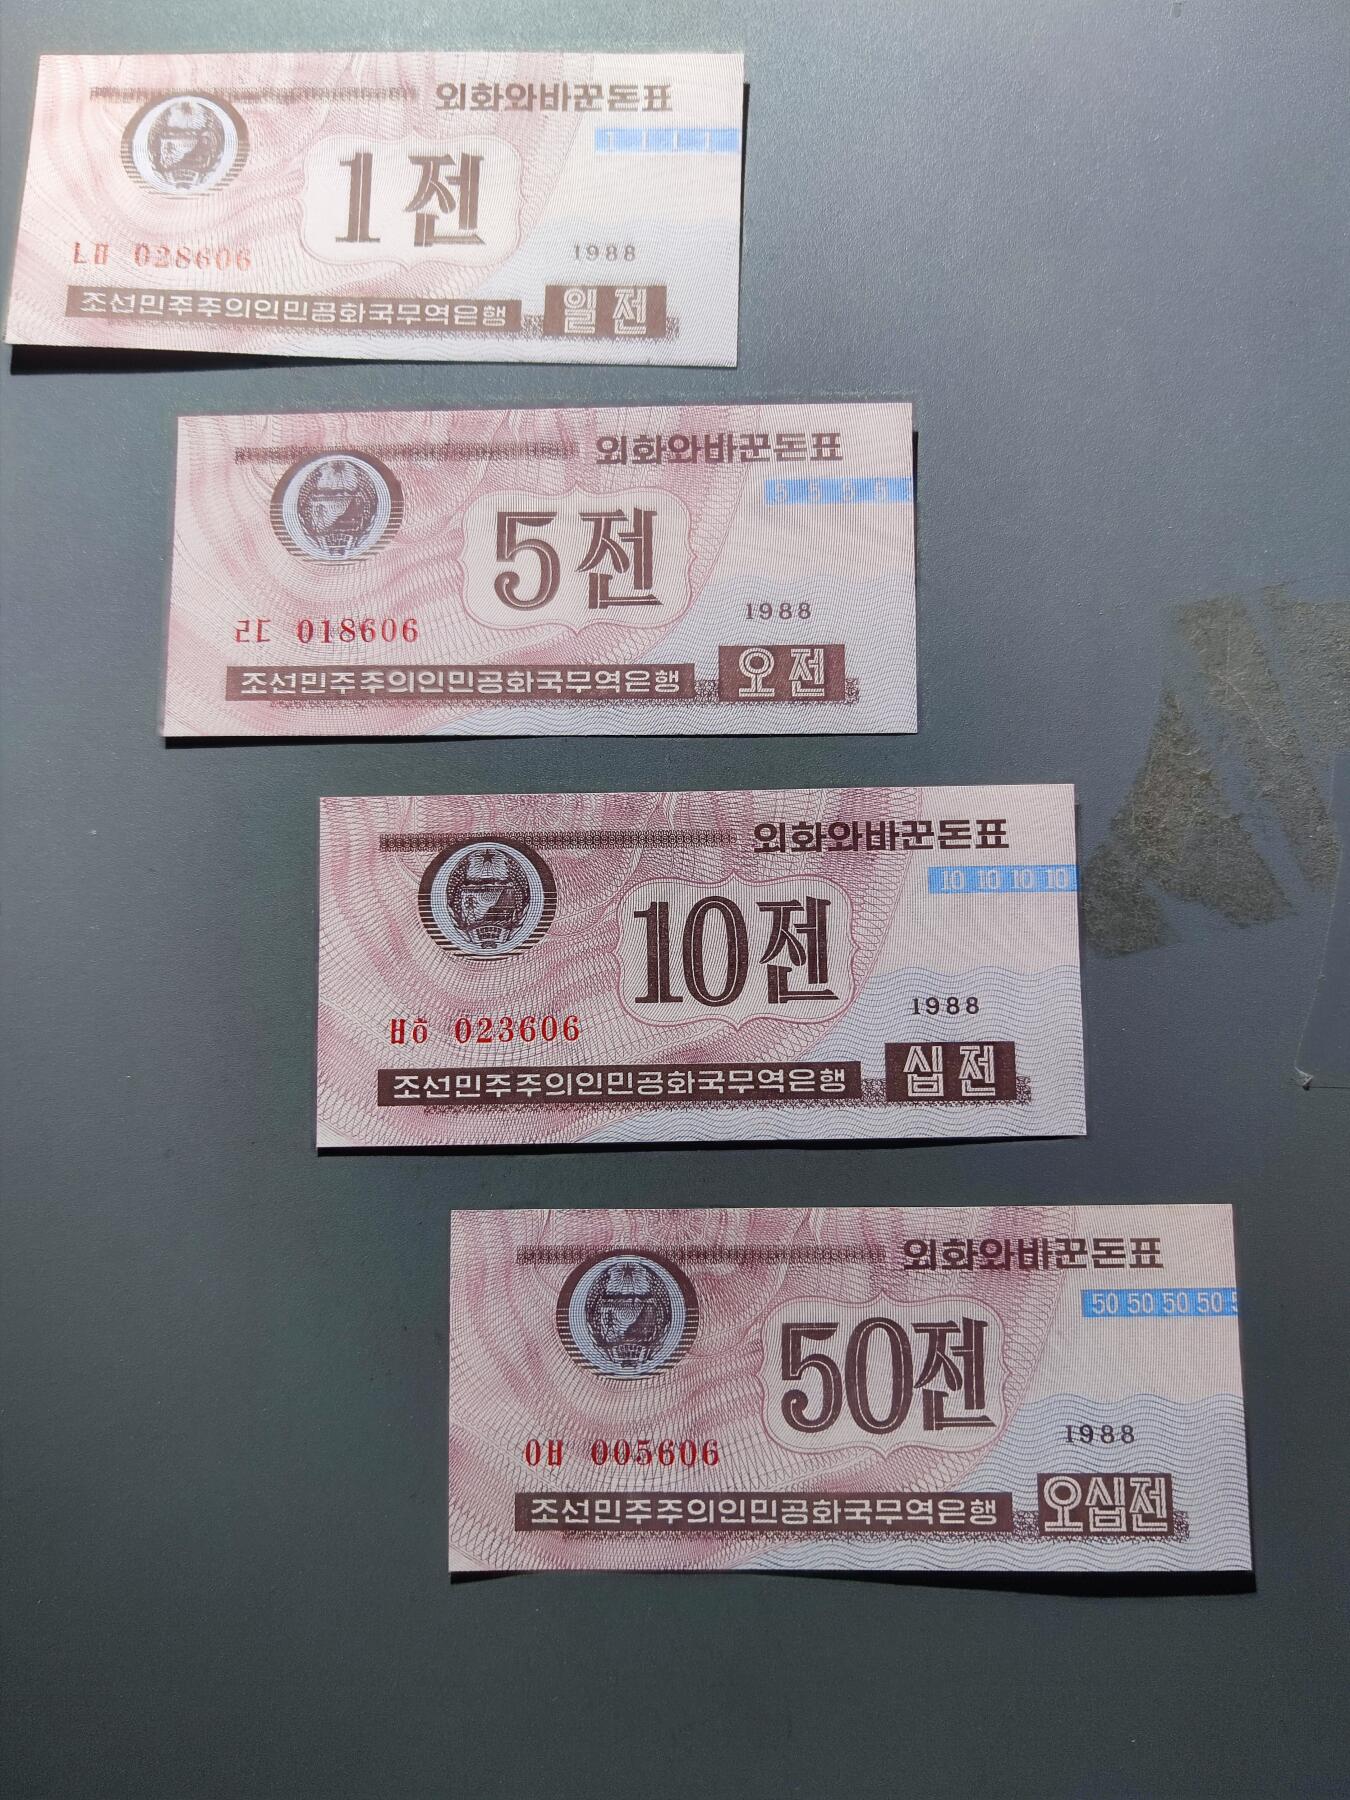 외화와바꾼돈표
1 1 1 1
1전
1988
028606
조선민주주의인민공화국무역은행
일전
외화와바꾼돈표
5 5 5 5
5전
1988
ㄹㄷ 018606
조선민주주의인민공화국무역은행
오전
외화와바꾼돈표
10 10 10 10
10전
1988
ㅂㅎ 023606
조선민주주의인민공화국무역은행
십전
외화와바꾼돈표
50 50 50 50 5
50전
1988
ㅇㅂ 005606
조선민주주의인민공화국무역은행
오십전